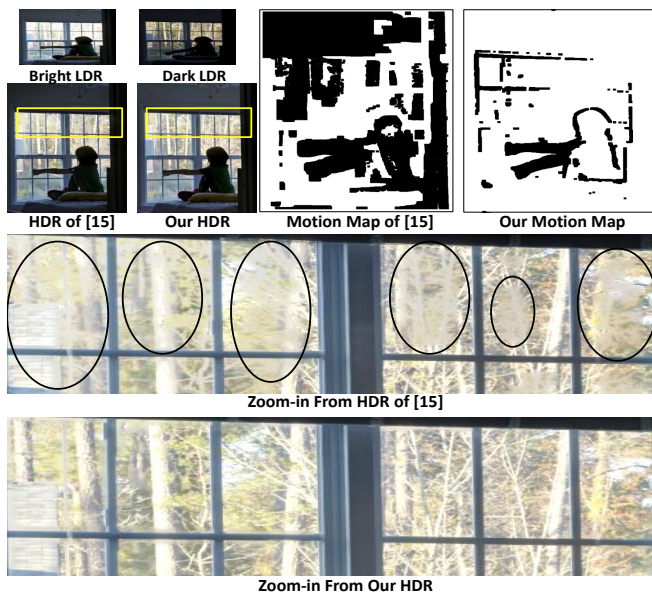 Bright LDR
Dark LDR
HDR of [15]
Our HDR
Motion Map of [15]
Our Motion Map
Zoom-in From HDR of [15]
Zoom-in From Our HDR